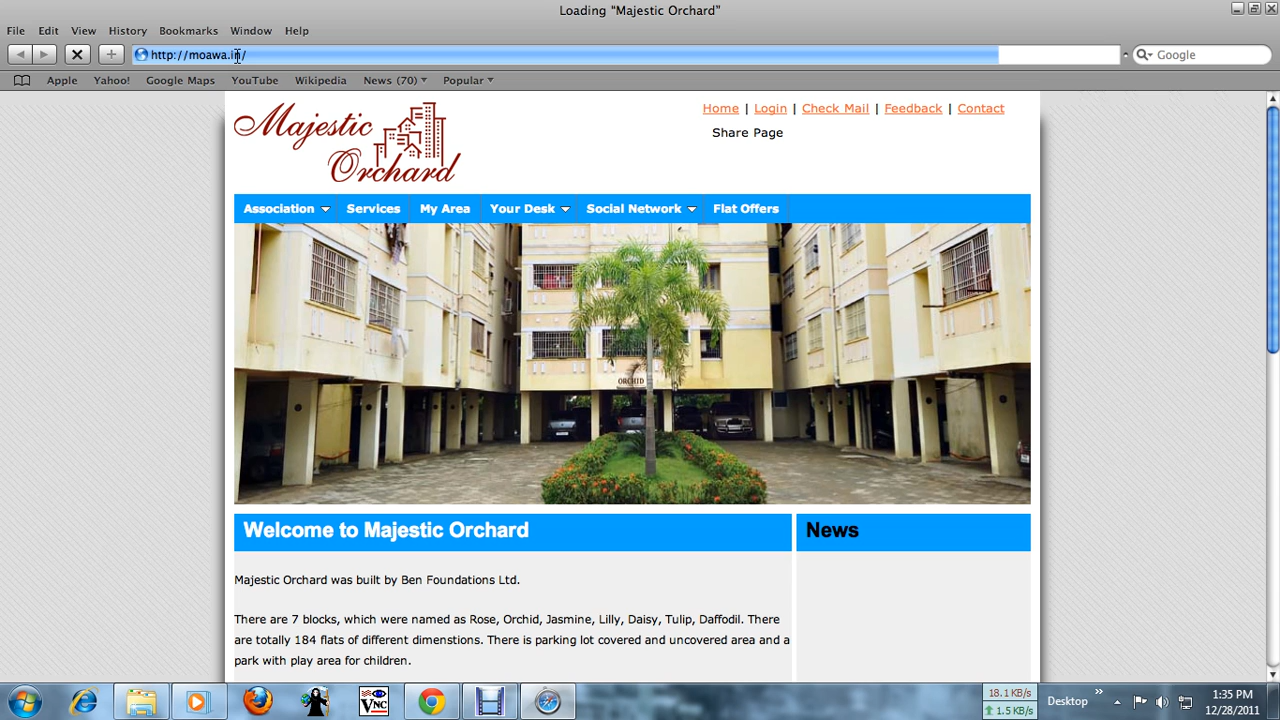 Loading “Majestic Orchard”
File Edit View History Bookmarks Window Help
http://moawa.in/
Google
Apple Yahoo! Google Maps YouTube Wikipedia News (70) Popular
Majestic Orchard
Home | Login | Check Mail | Feedback | Contact
Share Page
Association Services My Area Your Desk Social Network Flat Offers
ORCHID
Welcome to Majestic Orchard
News
Majestic Orchard was built by Ben Foundations Ltd.
There are 7 blocks, which were named as Rose, Orchid, Jasmine, Lilly, Daisy, Tulip, Daffodil. There
are totally 184 flats of different dimenstions. There is parking lot covered and uncovered area and a
park with play area for children.
VNC
18.1 KB/s
1.5 KB/s
Desktop
1:35 PM
12/28/2011